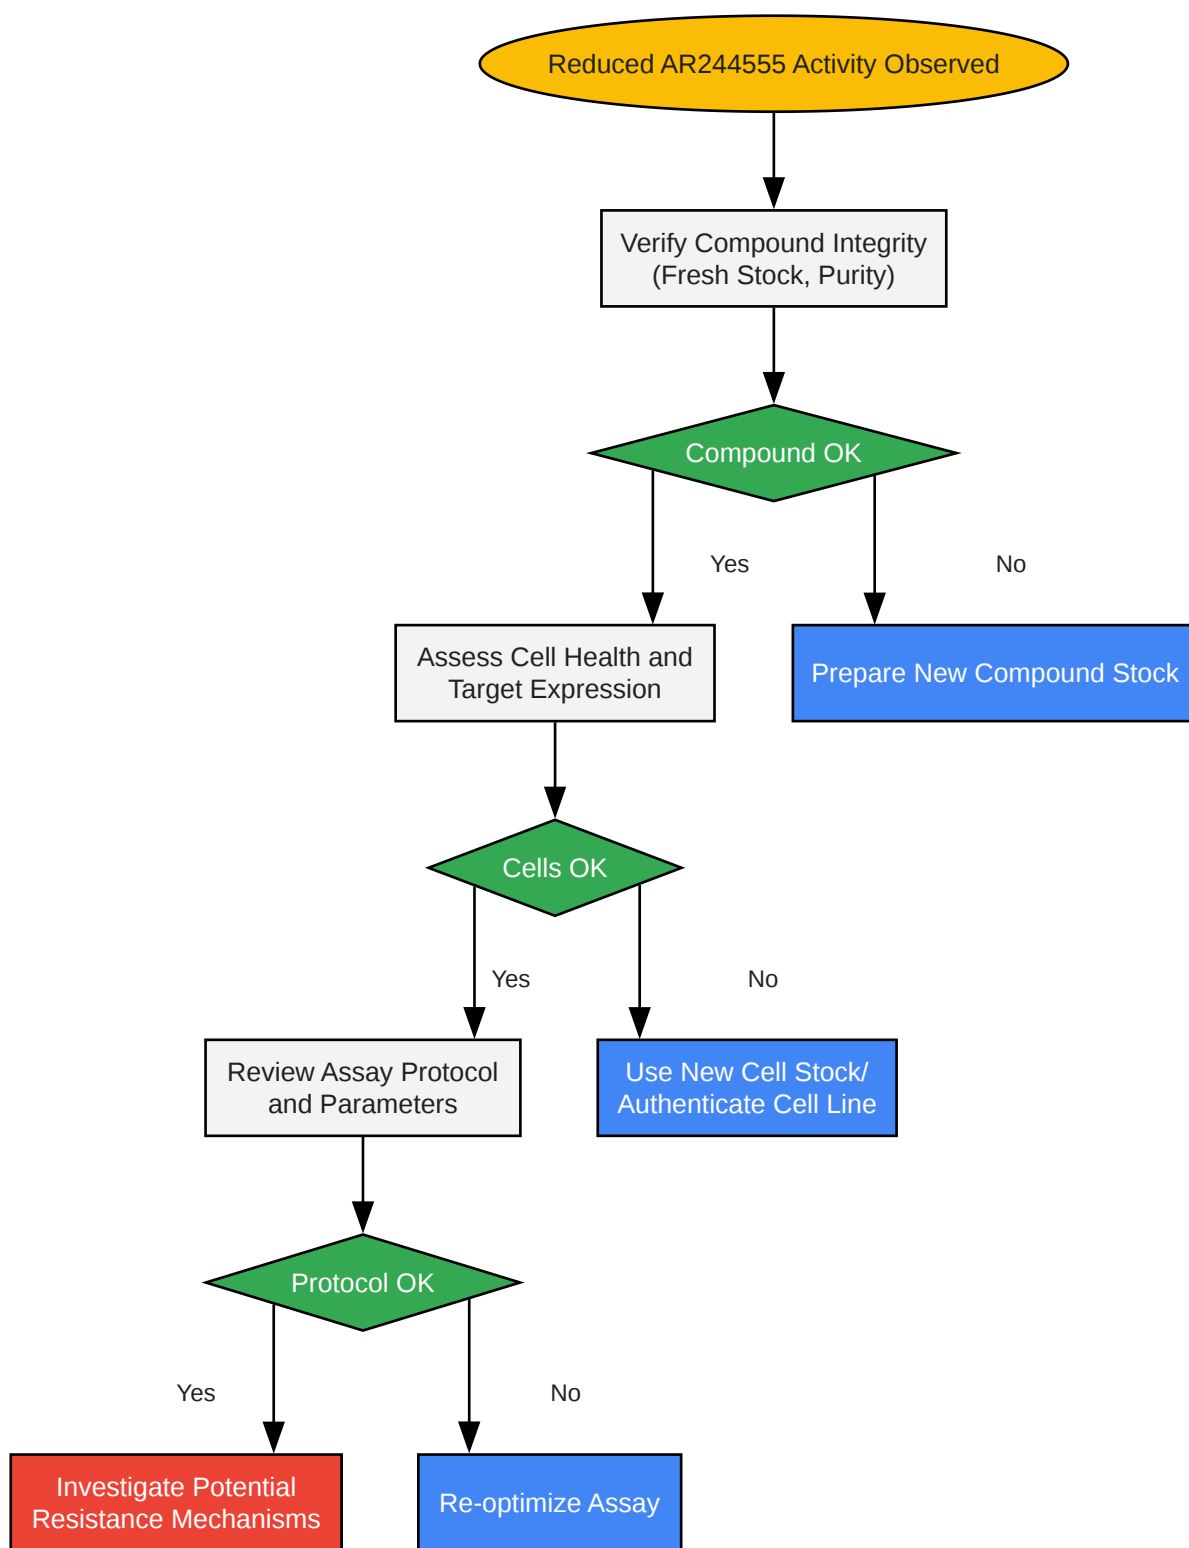 Reduced AR244555 Activity Observed
Verify Compound Integrity
(Fresh Stock, Purity)
Compound OK
Yes
No
Assess Cell Health and
Target Expression
Prepare New Compound Stock
Cells OK
Yes
No
Review Assay Protocol
and Parameters
Use New Cell Stock/
Authenticate Cell Line
Protocol OK
Yes
No
Investigate Potential
Resistance Mechanisms
Re-optimize Assay